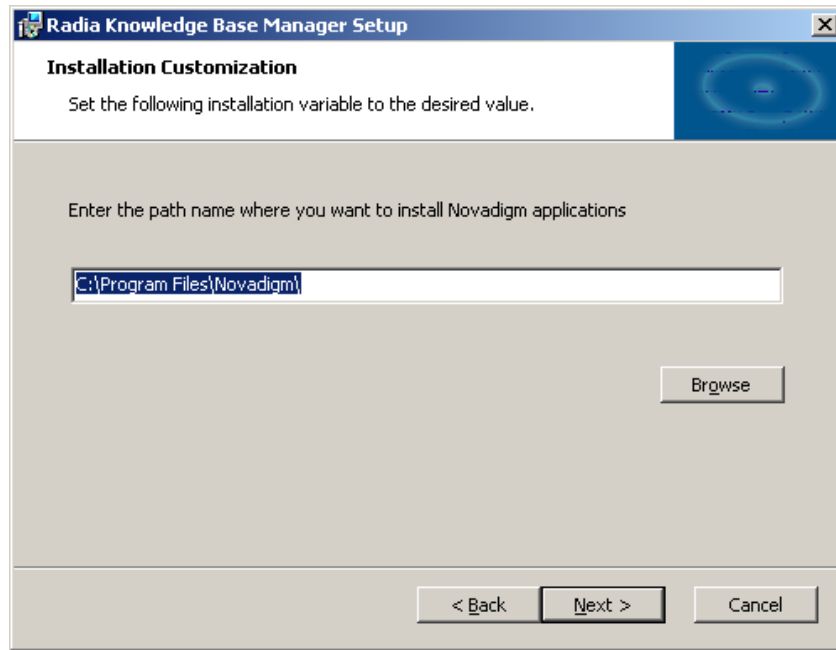 Radia Knowledge Base Manager Setup
Installation Customization
Set the following installation variable to the desired value.
Enter the path name where you want to install Novadigm applications
C:\Program Files\Novadigm\
Browse
< Back Next > Cancel